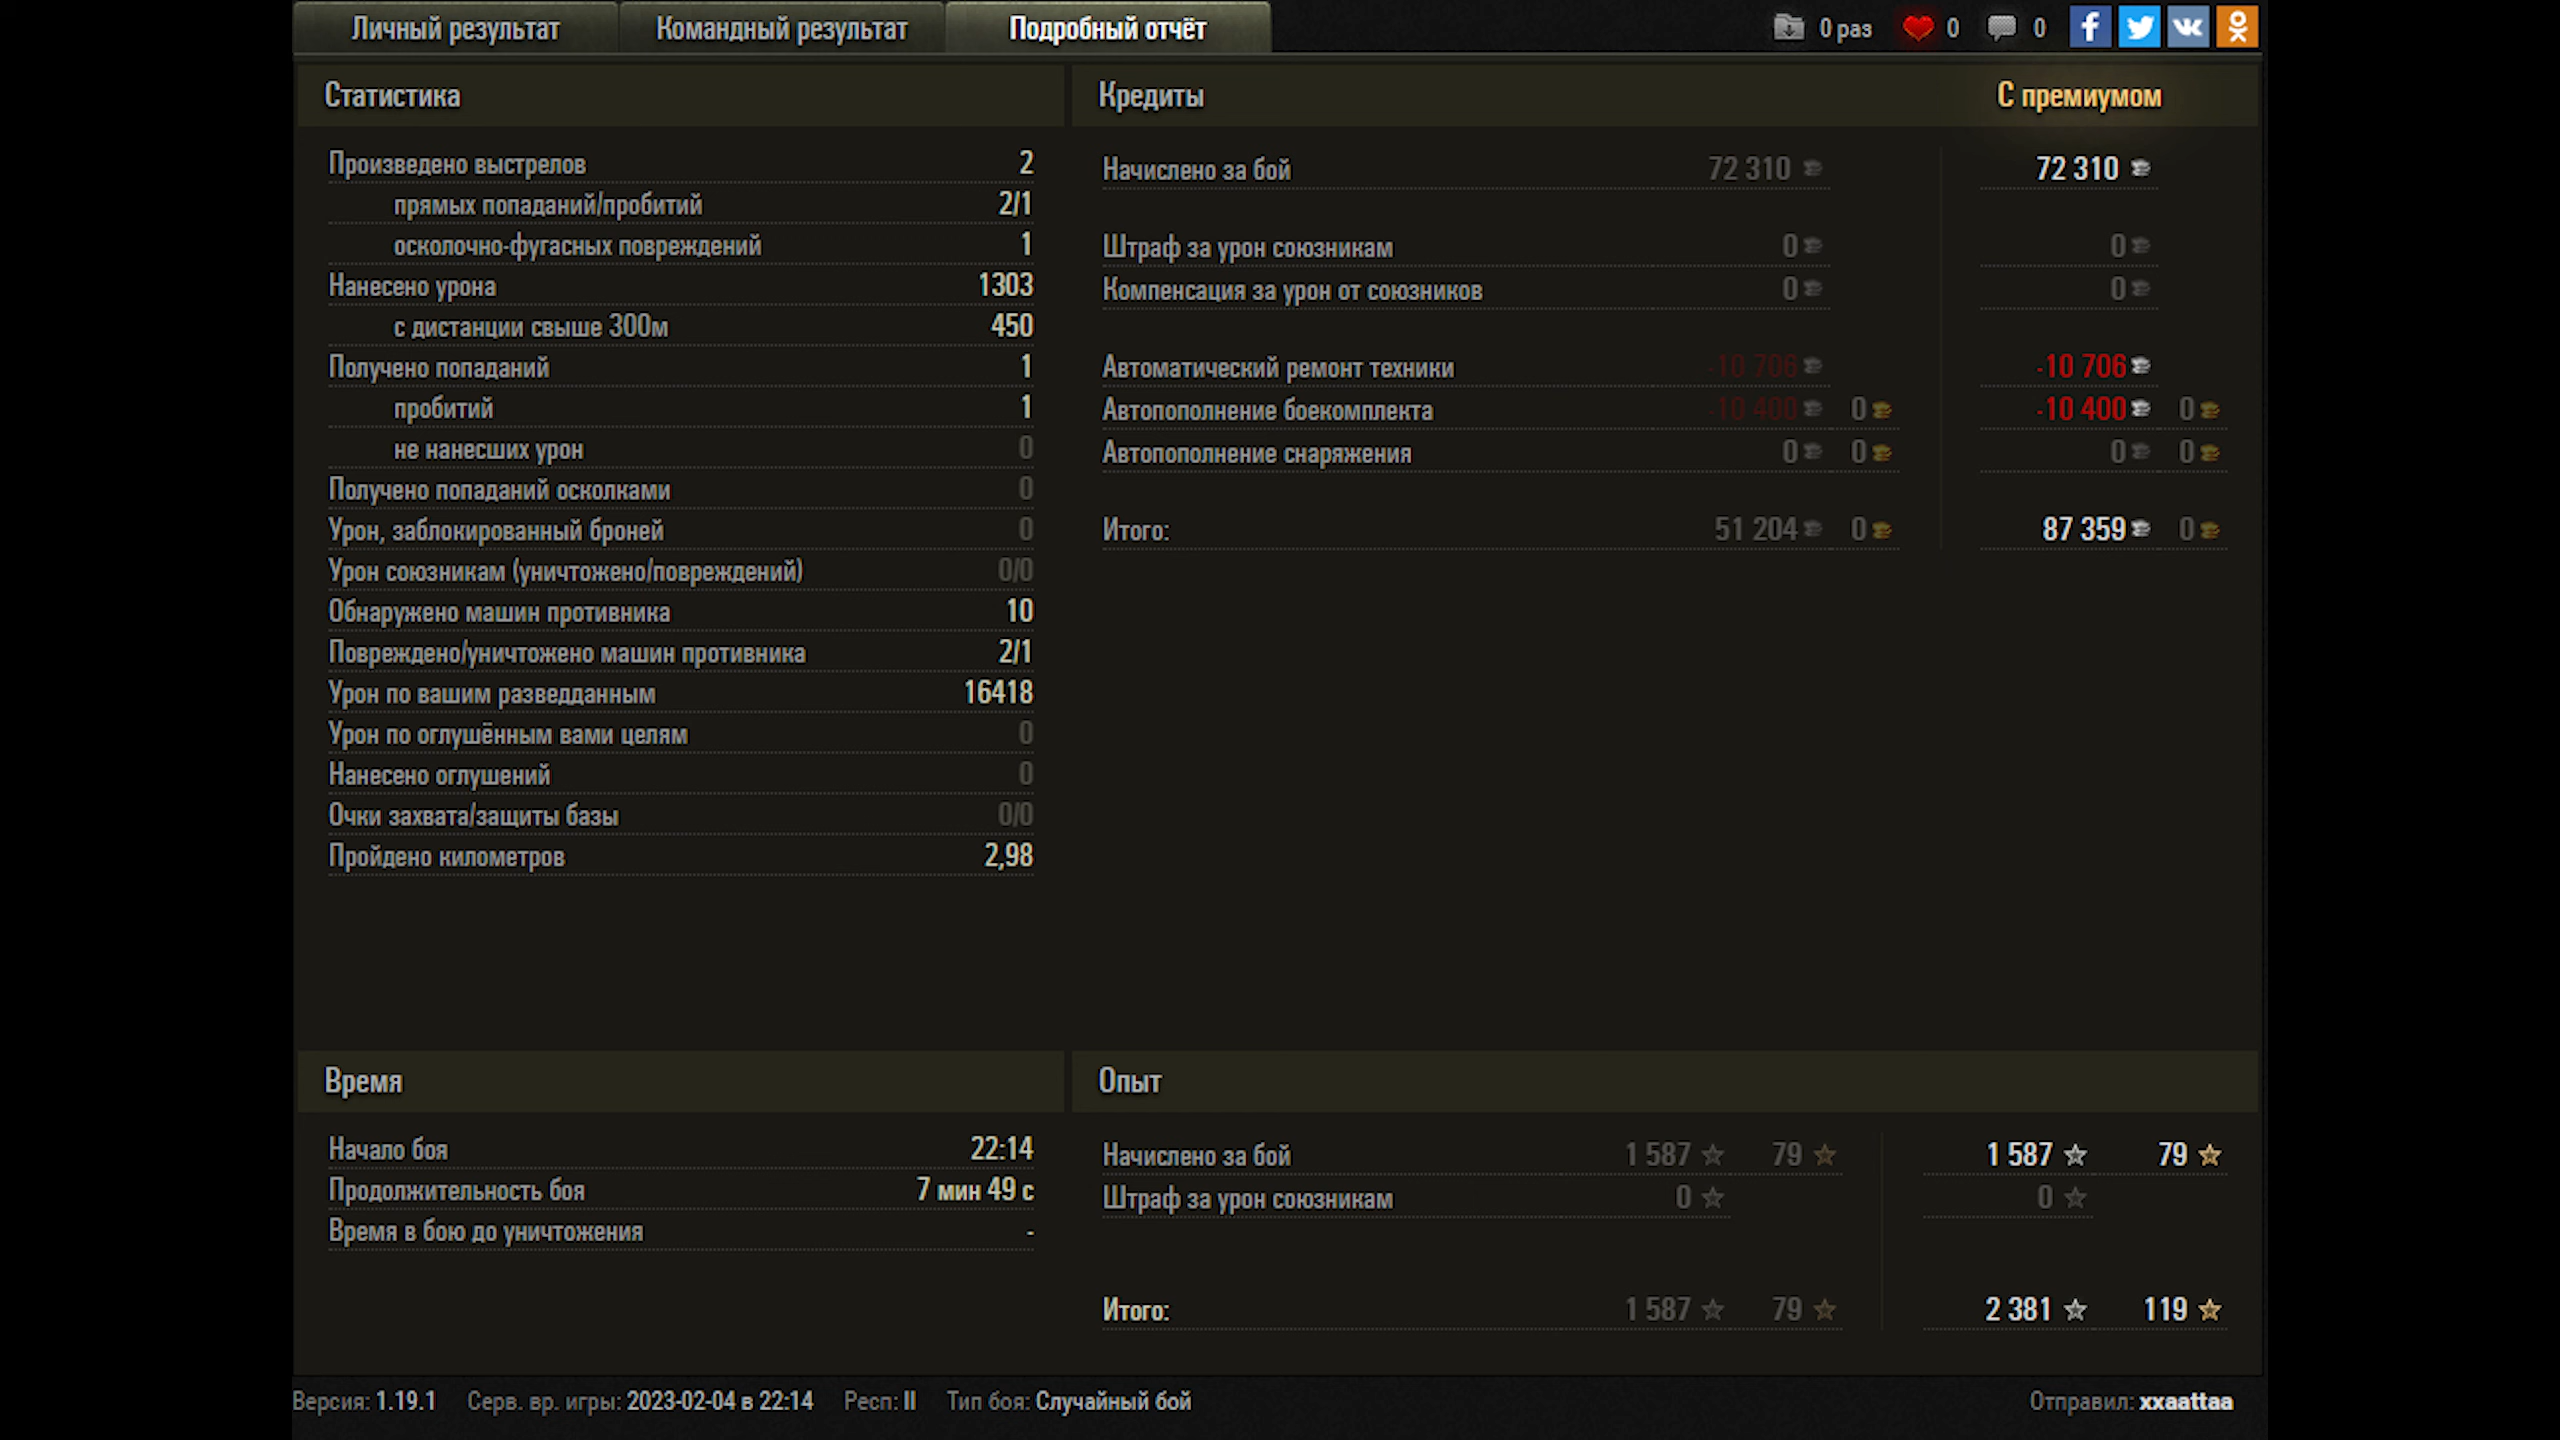 Личный результат Командный результат Подробный отчёт 0 раз 0 0
Статистика
Произведено выстрелов 2
прямых попаданий/пробитий 2/1
осколочно-фугасных повреждений 1
Нанесено урона 1303
с дистанции свыше 300м 450
Получено попаданий 1
пробитий 1
не нанесших урон 0
Получено попаданий осколками 0
Урон, заблокированный броней 0
Урон союзникам (уничтожено/повреждений) 0/0
Обнаружено машин противника 10
Повреждено/уничтожено машин противника 2/1
Урон по вашим разведданным 16418
Урон по оглушённым вами целям 0
Нанесено оглушений 0
Очки захвата/защиты базы 0/0
Пройдено километров 2,98
Кредиты С премиумом
Начислено за бой 72 310 72 310
Штраф за урон союзникам 0 0
Компенсация за урон от союзников 0 0
Автоматический ремонт техники -10 706 -10 706
Автопополнение боекомплекта -10 400 0 -10 400 0
Автопополнение снаряжения 0 0 0 0
Итого: 51 204 0 87 359 0
Время
Начало боя 22:14
Продолжительность боя 7 мин 49 с
Время в бою до уничтожения -
Опыт
Начислено за бой 1 587 79 1 587 79
Штраф за урон союзникам 0 0
Итого: 1 587 79 2 381 119
Версия: 1.19.1 Серв. вр. игры: 2023-02-04 в 22:14 Респ: II Тип боя: Случайный бой Отправил: xxaattaa